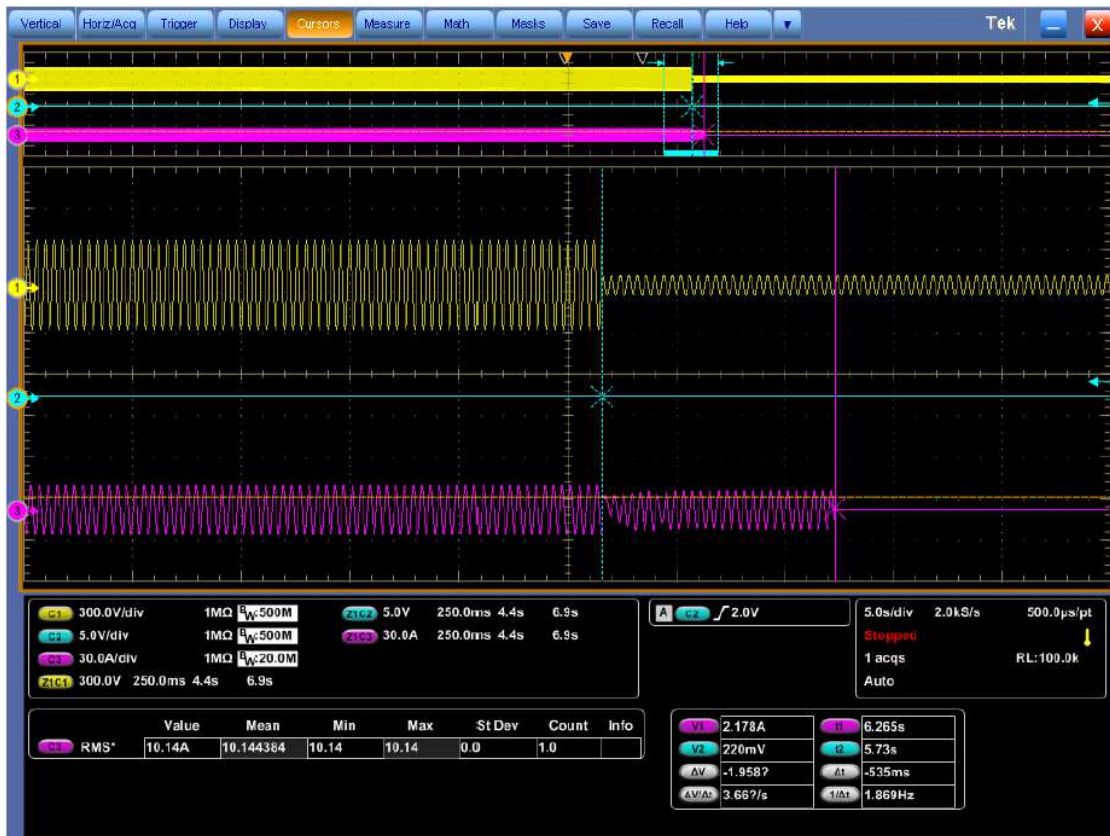 Vertical Horiz/Acq Trigger Display Cursors Measure Math Masks Save Recall Help Tek X
1
2
3
1
2
3
C1 300.0V/div 1MΩ BW:500M
C2 5.0V/div 1MΩ BW:500M
C3 30.0A/div 1MΩ BW:20.0M
Z1C1 300.0V 250.0ms 4.4s 6.9s
Z1C2 5.0V 250.0ms 4.4s 6.9s
Z1C3 30.0A 250.0ms 4.4s 6.9s
A C2 2.0V
5.0s/div 2.0kS/s 500.0µs/pt
Stopped
1 acqs RL:100.0k
Auto
Value Mean Min Max St Dev Count Info
C3 RMS* 10.14A 10.144384 10.14 10.14 0.0 1.0
V1 2.178A t1 6.265s
V2 220mV t2 5.73s
ΔV -1.958? Δt -535ms
ΔV/Δt 3.66?/s 1/Δt 1.869Hz